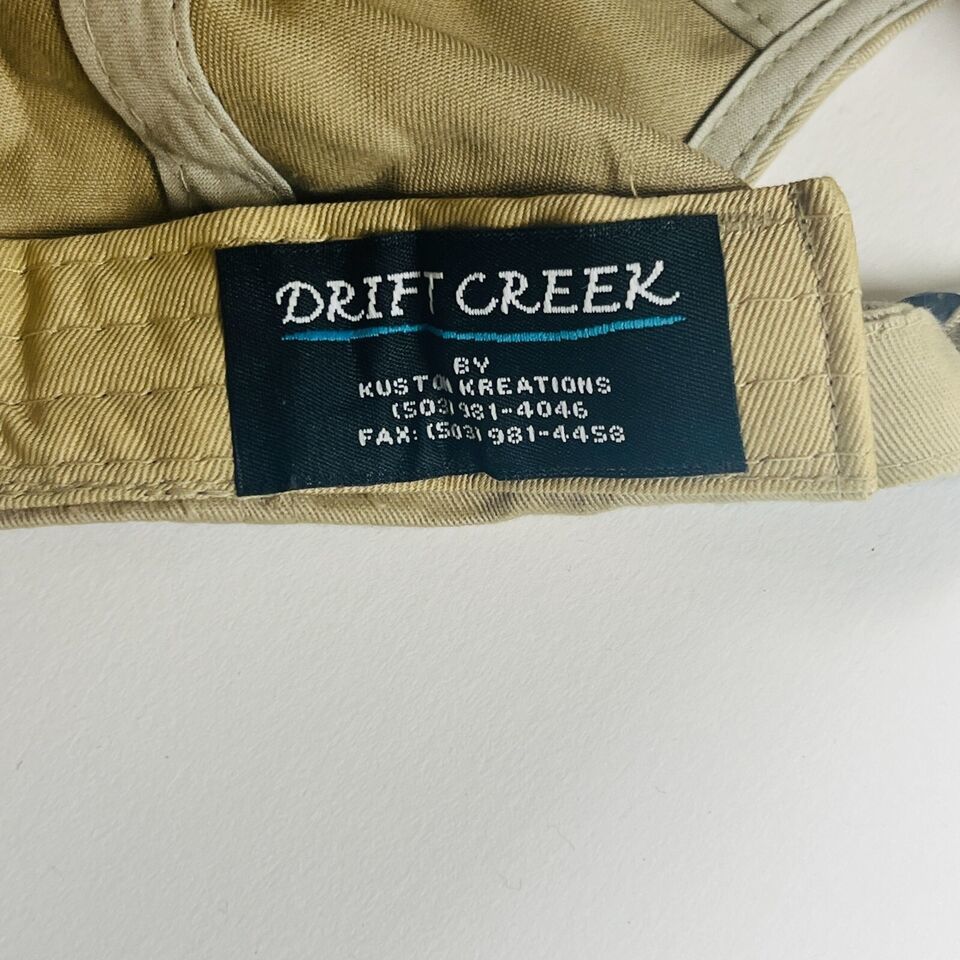 DRIFT CREEK
BY
KUSTOM KREATIONS
(503) 981-4046
FAX: (503) 981-4458